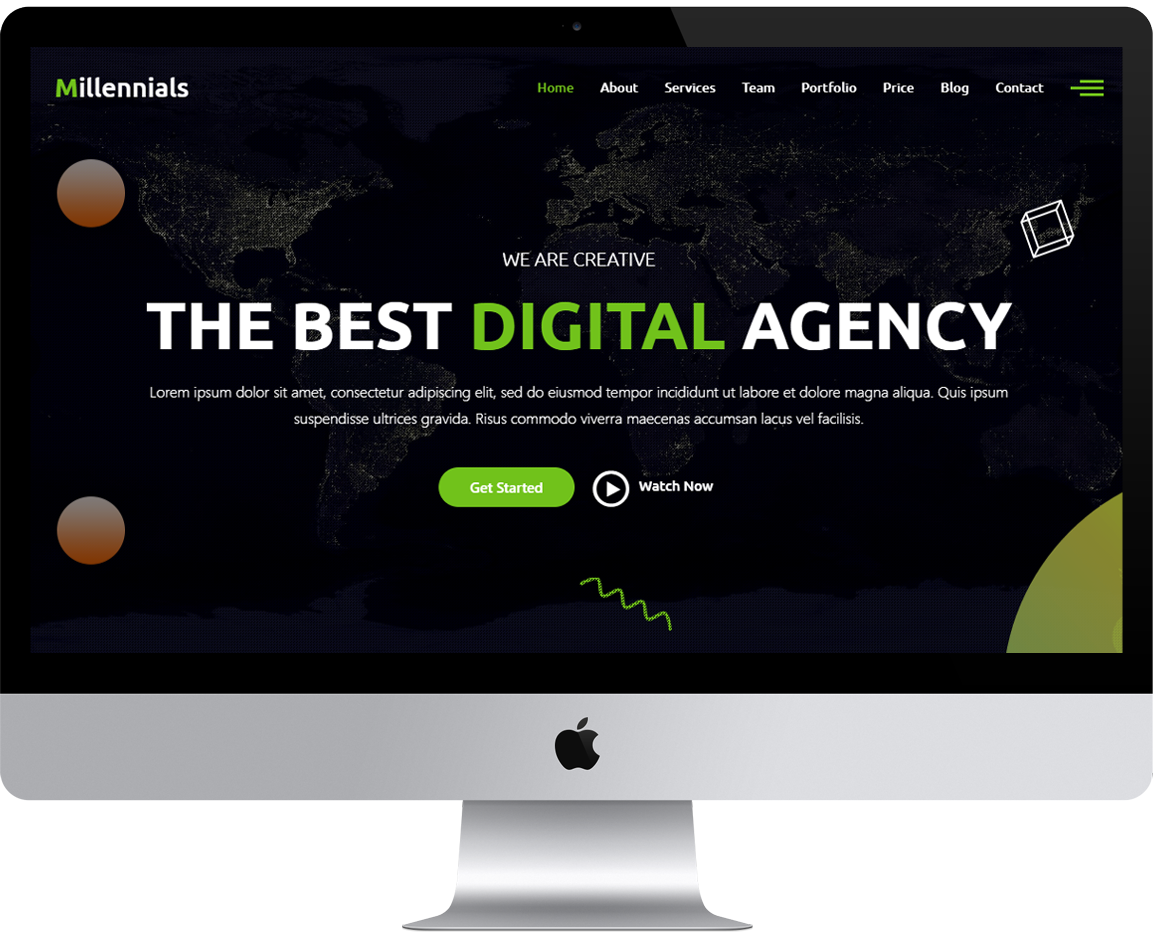 Millennials
Home About Services Team Portfolio Price Blog Contact
WE ARE CREATIVE
THE BEST DIGITAL AGENCY
Lorem ipsum dolor sit amet, consectetur adipiscing elit, sed do eiusmod tempor incididunt ut labore et dolore magna aliqua. Quis ipsum
suspendisse ultrices gravida. Risus commodo viverra maecenas accumsan lacus vel facilisis.
Get Started Watch Now